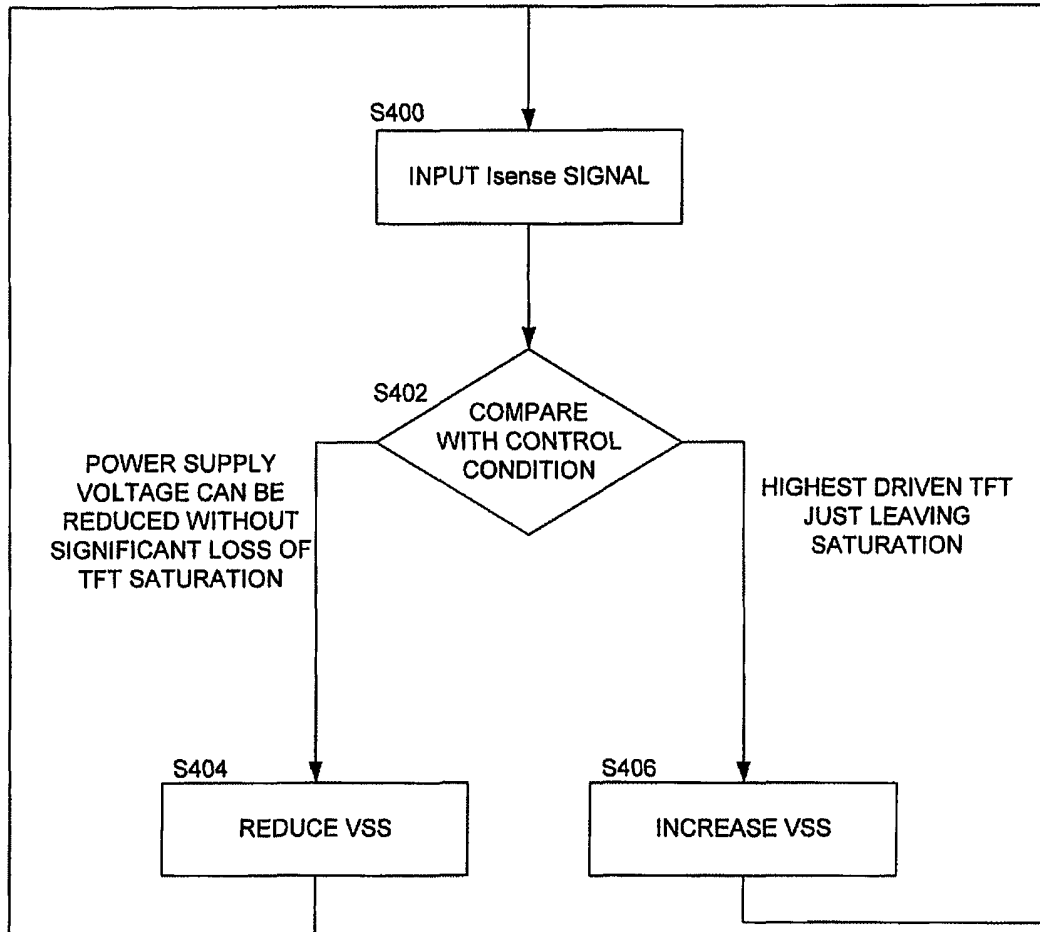 S400
INPUT Isense SIGNAL
S402
COMPARE
WITH CONTROL
CONDITION
POWER SUPPLY
VOLTAGE CAN BE
REDUCED WITHOUT
SIGNIFICANT LOSS OF
TFT SATURATION
HIGHEST DRIVEN TFT
JUST LEAVING
SATURATION
S404
REDUCE VSS
S406
INCREASE VSS